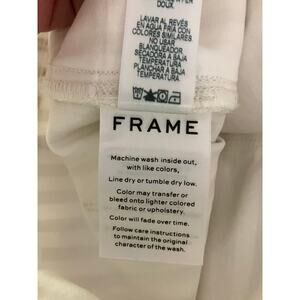 DOUX
LAVAR AL REVÉS
EN AGUA FRÍA CON
COLORES SIMILARES
NO USAR
BLANQUEADOR
SECADORA A BAJA
TEMPERATURA
PLANCHAR A BAJA
TEMPERATURA
FRAME
Machine wash inside out,
with like colors,
Line dry or tumble dry low.
Color may transfer or
bleed onto lighter colored
fabric or upholstery.
Color will fade over time.
Follow care instructions
to maintain the original
character of the wash.